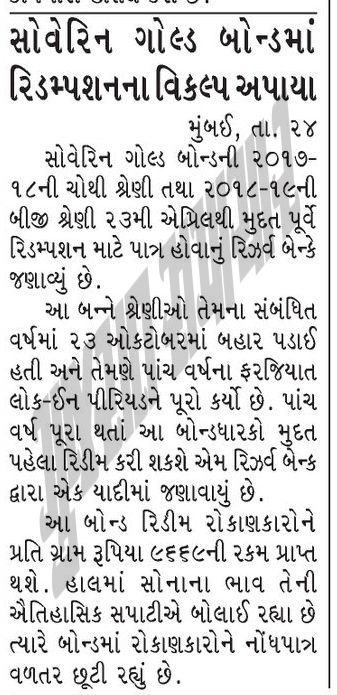 સોવેરિન ગોલ્ડ બોન્ડમાં
રિડમ્પશનના વિકલ્પ અપાયા
મુંબઈ, તા. ૨૪
સોવેરિન ગોલ્ડ બોન્ડની ૨૦૧૭-
૧૮ની ચોથી શ્રેણી તથા ૨૦૧૮-૧૯ની
બીજી શ્રેણી ૨૩મી એપ્રિલથી મુદત પૂર્વે
રિડમ્પશન માટે પાત્ર હોવાનું રિઝર્વ બેન્કે
જણાવ્યું છે.
આ બન્ને શ્રેણીઓ તેમના સંબંધિત
વર્ષમાં ૨૩ ઓક્ટોબરમાં બહાર પડાઈ
હતી અને તેમણે પાંચ વર્ષના ફરજિયાત
લોક-ઈન પીરિયડને પૂરો કર્યો છે. પાંચ
વર્ષ પૂરા થતાં આ બોન્ડધારકો મુદત
પહેલા રિડીમ કરી શકશે એમ રિઝર્વ બેન્ક
દ્વારા એક યાદીમાં જણાવાયું છે.
આ બોન્ડ રિડીમ રોકાણકારોને
પ્રતિ ગ્રામ રૂપિયા ૯૬૬૯ની રકમ પ્રાપ્ત
થશે. હાલમાં સોનાના ભાવ તેની
ઐતિહાસિક સપાટીએ બોલાઈ રહ્યા છે
ત્યારે બોન્ડમાં રોકાણકારોને નોંધપાત્ર
વળતર છૂટી રહ્યું છે.